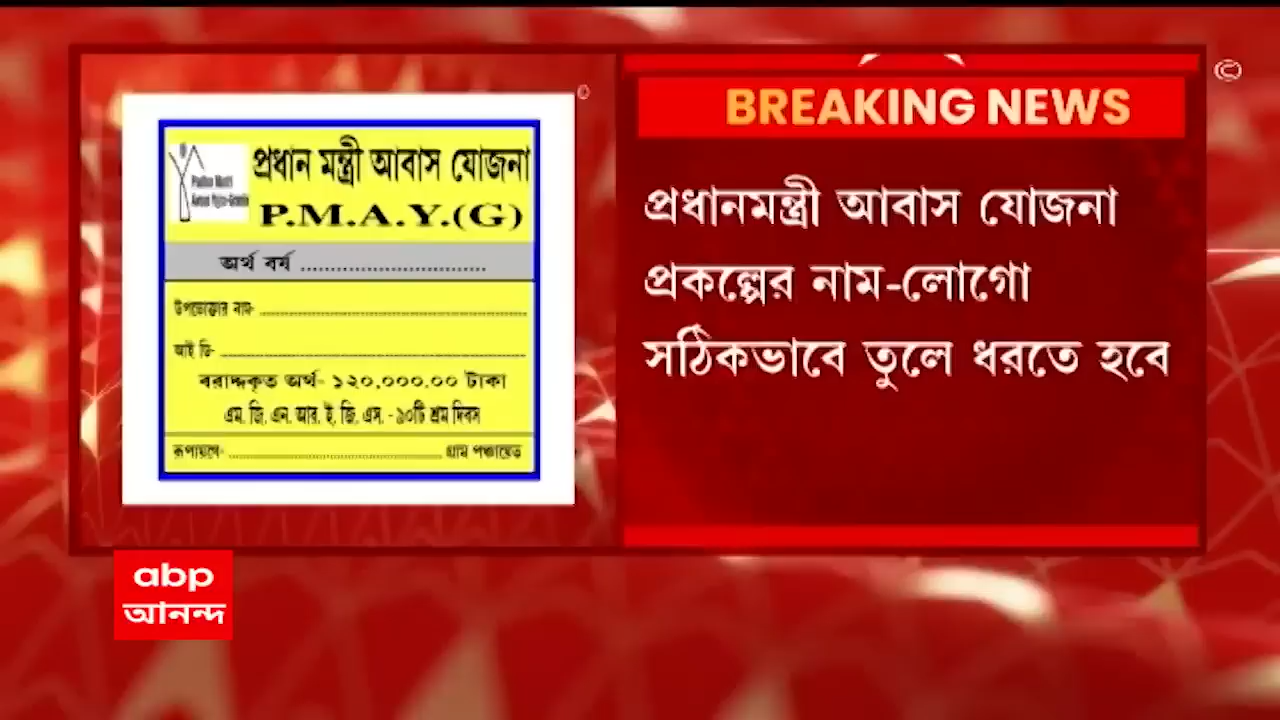 BREAKING NEWS
প্রধানমন্ত্রী আবাস যোজনা
প্রকল্পের নাম-লোগো
সঠিকভাবে তুলে ধরতে হবে
প্রধান মন্ত্রী আবাস যোজনা
P.M.A.Y.(G)
অর্থ বর্ষ ...............................
উপভোক্তার নাম- ........................................
আই ডি- ........................................
বরাদ্দকৃত অর্থ- ১২০,০০০.০০ টাকা
এম. জি. এন. আর. ই. জি. এস. - ৯০টি শ্রম দিবস
রূপায়ণে- ........................................ গ্রাম পঞ্চায়েত
abp
আনন্দ